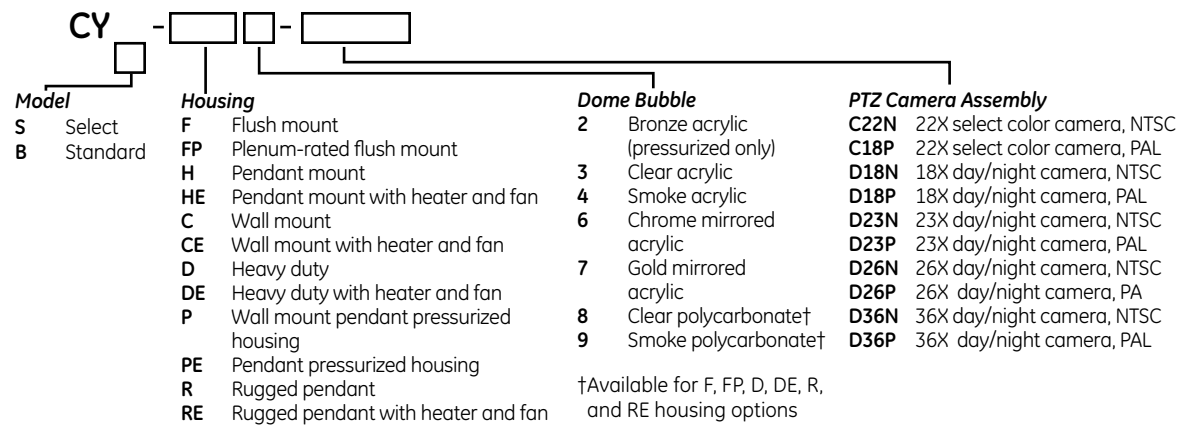 CY - -
Model
S Select
B Standard
Housing
F Flush mount
FP Plenum-rated flush mount
H Pendant mount
HE Pendant mount with heater and fan
C Wall mount
CE Wall mount with heater and fan
D Heavy duty
DE Heavy duty with heater and fan
P Wall mount pendant pressurized
housing
PE Pendant pressurized housing
R Rugged pendant
RE Rugged pendant with heater and fan
Dome Bubble
2 Bronze acrylic
(pressurized only)
3 Clear acrylic
4 Smoke acrylic
6 Chrome mirrored
acrylic
7 Gold mirrored
acrylic
8 Clear polycarbonate†
9 Smoke polycarbonate†
†Available for F, FP, D, DE, R,
and RE housing options
PTZ Camera Assembly
C22N 22X select color camera, NTSC
C18P 22X select color camera, PAL
D18N 18X day/night camera, NTSC
D18P 18X day/night camera, PAL
D23N 23X day/night camera, NTSC
D23P 23X day/night camera, PAL
D26N 26X day/night camera, NTSC
D26P 26X day/night camera, PA
D36N 36X day/night camera, NTSC
D36P 36X day/night camera, PAL